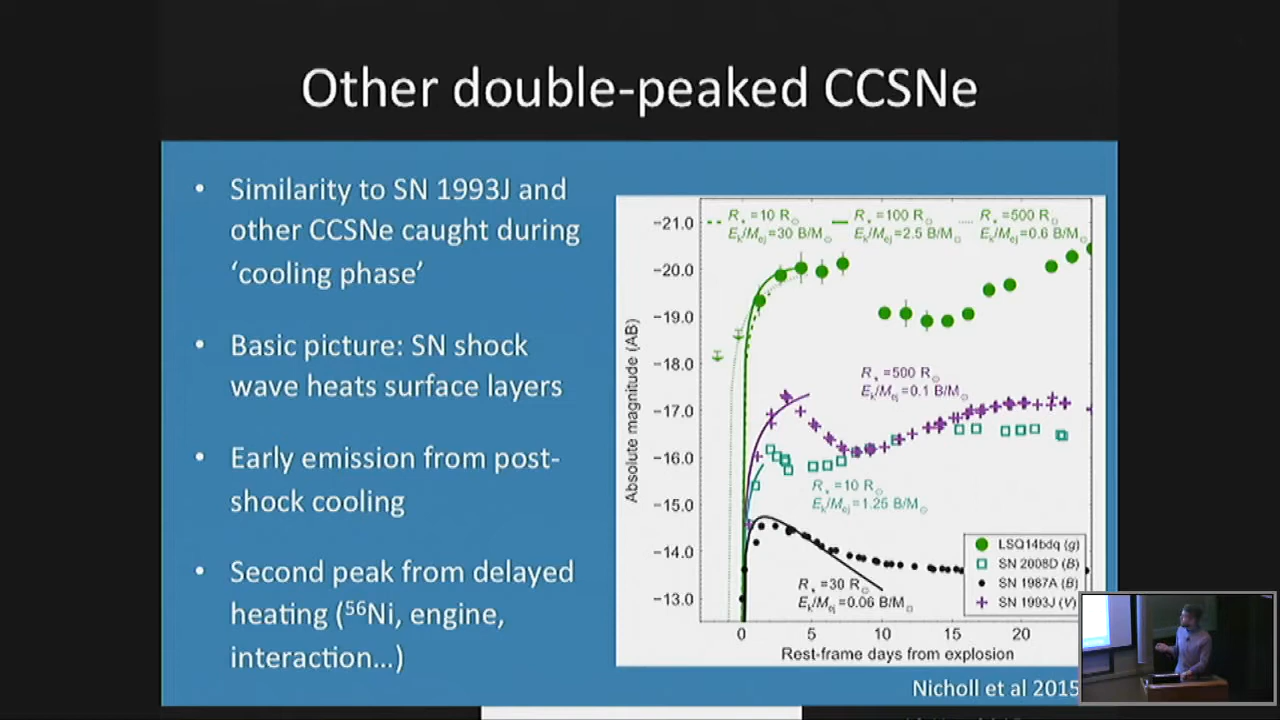 Other double-peaked CCSNe
• Similarity to SN 1993J and
other CCSNe caught during
‘cooling phase’
• Basic picture: SN shock
wave heats surface layers
• Early emission from post-
shock cooling
• Second peak from delayed
heating (⁵⁶Ni, engine,
interaction…)
R⋆=10 R⊙
Eₖ/Mₑⱼ=30 B/M⊙
R⋆=100 R⊙
Eₖ/Mₑⱼ=2.5 B/M⊙
R⋆=500 R⊙
Eₖ/Mₑⱼ=0.6 B/M⊙
−21.0
−20.0
−19.0
−18.0
−17.0
−16.0
−15.0
−14.0
−13.0
Absolute magnitude (AB)
R⋆=500 R⊙
Eₖ/Mₑⱼ=0.1 B/M⊙
R⋆=10 R⊙
Eₖ/Mₑⱼ=1.25 B/M⊙
R⋆=30 R⊙
Eₖ/Mₑⱼ=0.06 B/M⊙
LSQ14bdq (g)
SN 2008D (B)
SN 1987A (B)
SN 1993J (V)
0 5 10 15 20
Rest-frame days from explosion
Nicholl et al 2015